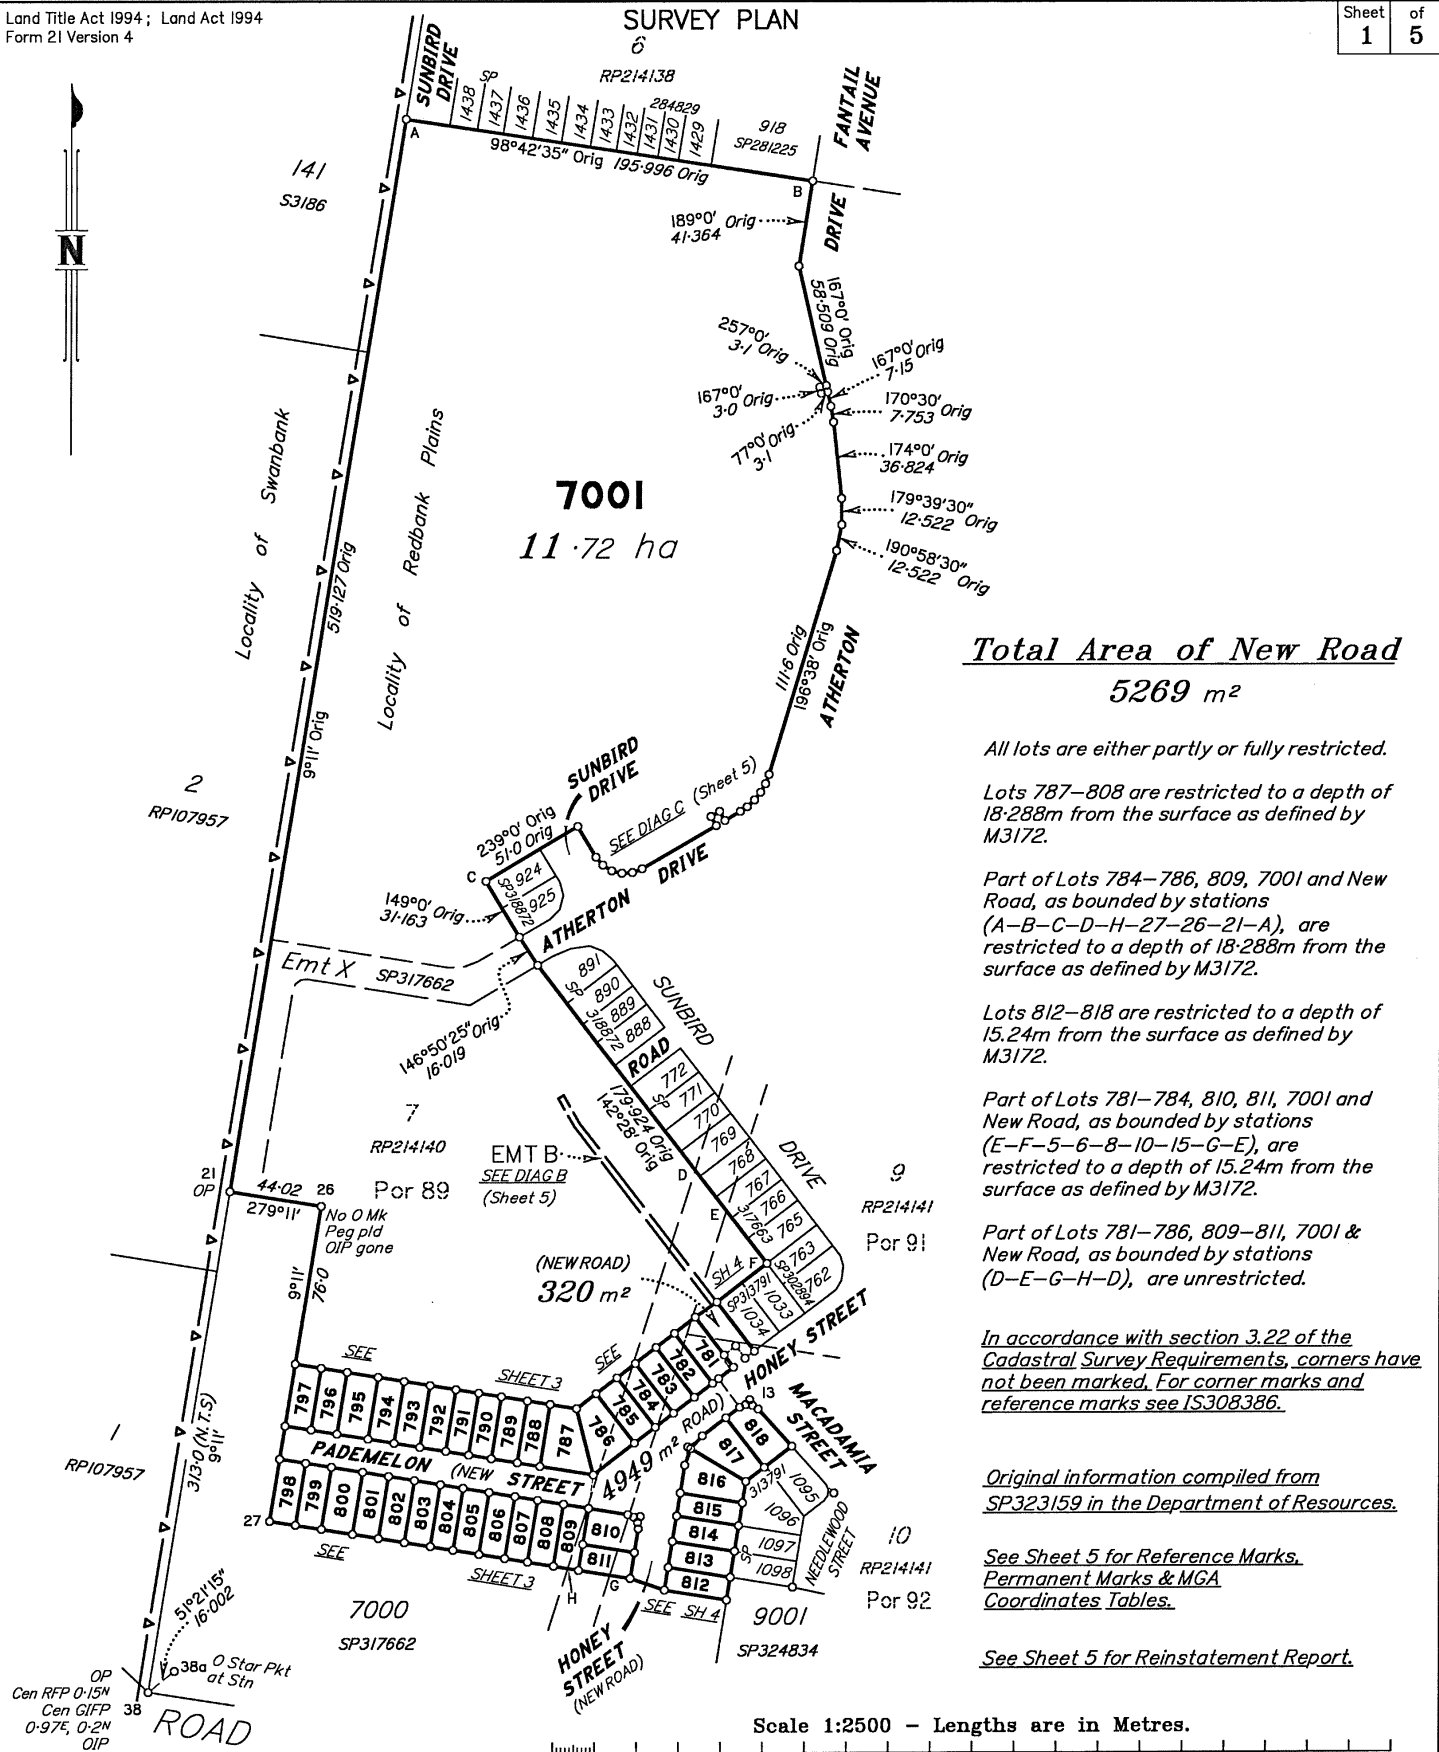 Land Title Act 1994 ; Land Act 1994
Form 21 Version 4
SURVEY PLAN
Sheet of
1 5
6
RP214138
SUNBIRD
DRIVE
SP
284829
1438
1437
1436
1435
1434
1433
1432
1431
1430
1429
918
SP281225
FANTAIL
AVENUE
A
98°42'35" Orig 195·996 Orig
B
N
141
S3186
189°0' Orig
41·364
DRIVE
167°0' Orig
58·509 Orig
257°0' Orig
3·1
167°0' Orig
7·15
167°0' Orig
3·0
170°30' Orig
7·753
77°0' Orig
3·1
174°0' Orig
36·824
179°39'30" Orig
12·522
190°58'30" Orig
12·522
Locality of Swanbank
Locality of Redbank Plains
7001
11·72 ha
519·127 Orig
9°11' Orig
111·6 Orig
196°38' Orig
ATHERTON
2
RP107957
SUNBIRD
DRIVE
239°0' Orig
51·0 Orig
SEE DIAG C (Sheet 5)
C
924
925
SP318872
149°0' Orig
31·163
ATHERTON DRIVE
Emt X SP317662
146°50'25" Orig
16·019
891
890
889
888
SP
318872
SUNBIRD
ROAD
772
771
770
769
768
767
766
765
763
762
SP
317663
SP302894
179·924 Orig
142°28' Orig
DRIVE
7
RP214140
Por 89
EMT B
SEE DIAG B
(Sheet 5)
D
E
F
9
RP214141
Por 91
21
OP
44·02
279°11'
26
No O Mk
Peg pld
OIP gone
9°11'
76·0
(NEW ROAD)
320 m²
SH 4
SP313791
1033
1034
HONEY STREET
SEE
SHEET 3
SEE
797
796
795
794
793
792
791
790
789
788
787
786
785
784
783
782
781
13
MACADAMIA
STREET
313·0 (N.T.S)
9°11'
1
RP107957
PADEMELON (NEW STREET
4949 m² ROAD)
798
799
800
801
802
803
804
805
806
807
808
809
810
811
27
SEE
SHEET 3
H
G
818
817
816
815
814
813
812
313791
SP
1095
1096
1097
1098
NEEDLEWOOD
STREET
10
RP214141
Por 92
SEE SH 4
7000
SP317662
9001
SP324834
HONEY
STREET
(NEW ROAD)
51°21'15"
16·002
38a O Star Pkt
at Stn
OP
Cen RFP 0·15N
Cen GIFP
0·97E, 0·2N
OIP
38
ROAD
Total Area of New Road
5269 m²
All lots are either partly or fully restricted.
Lots 787–808 are restricted to a depth of
18·288m from the surface as defined by
M3172.
Part of Lots 784–786, 809, 7001 and New
Road, as bounded by stations
(A–B–C–D–H–27–26–21–A), are
restricted to a depth of 18·288m from the
surface as defined by M3172.
Lots 812–818 are restricted to a depth of
15.24m from the surface as defined by
M3172.
Part of Lots 781–784, 810, 811, 7001 and
New Road, as bounded by stations
(E–F–5–6–8–10–15–G–E), are
restricted to a depth of 15.24m from the
surface as defined by M3172.
Part of Lots 781–786, 809–811, 7001 &
New Road, as bounded by stations
(D–E–G–H–D), are unrestricted.
In accordance with section 3.22 of the
Cadastral Survey Requirements, corners have
not been marked. For corner marks and
reference marks see IS308386.
Original information compiled from
SP323159 in the Department of Resources.
See Sheet 5 for Reference Marks,
Permanent Marks & MGA
Coordinates Tables.
See Sheet 5 for Reinstatement Report.
Scale 1:2500 – Lengths are in Metres.